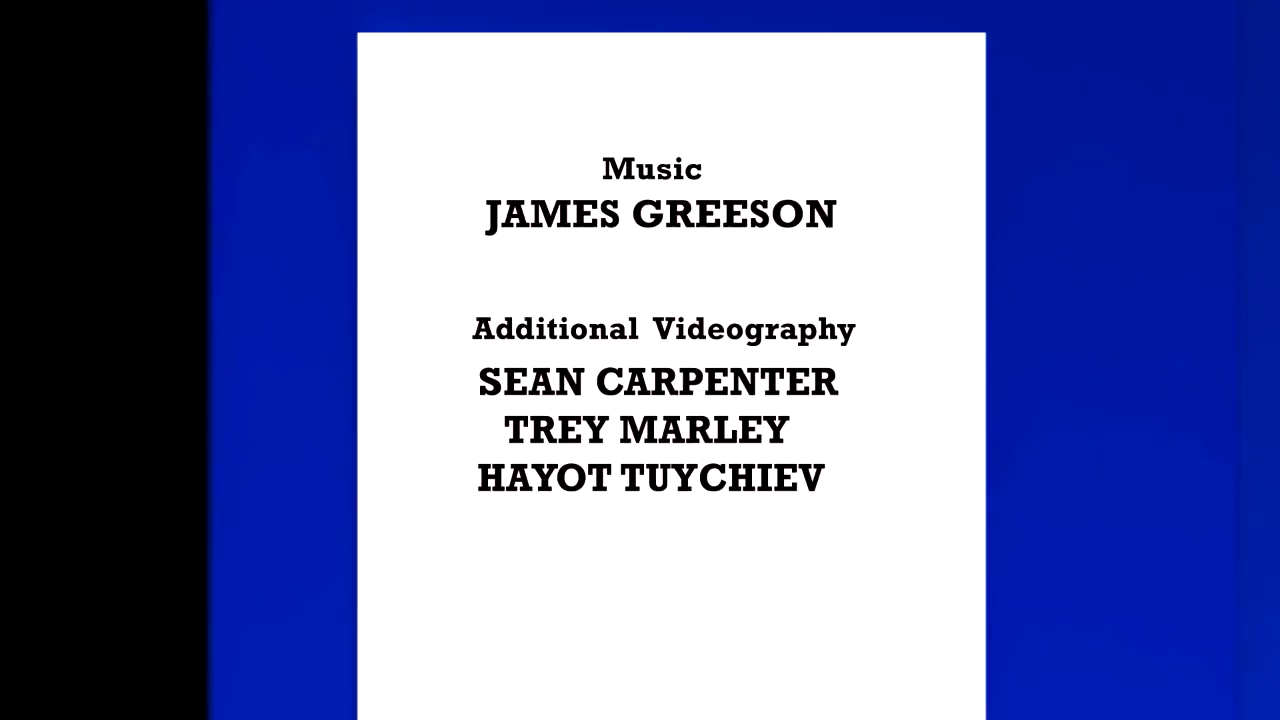 Music
JAMES GREESON
Additional Videography
SEAN CARPENTER
TREY MARLEY
HAYOT TUYCHIEV